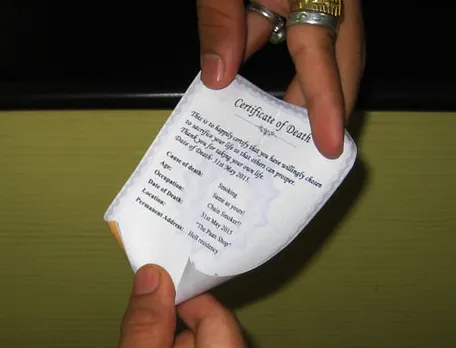 Certificate of Death
This is to happily certify that you have willingly chosen
to sacrifice your life so that others can prosper.
Thank you for taking your own life.
Date of Death. 31st May 2015.
Cause of death: Smoking
Age: Same as yours!
Occupation: Chain Smoker!!
Date of Death: 31st May 2015
Location: "The Paan Shop"
Permanent Address: Hell residency